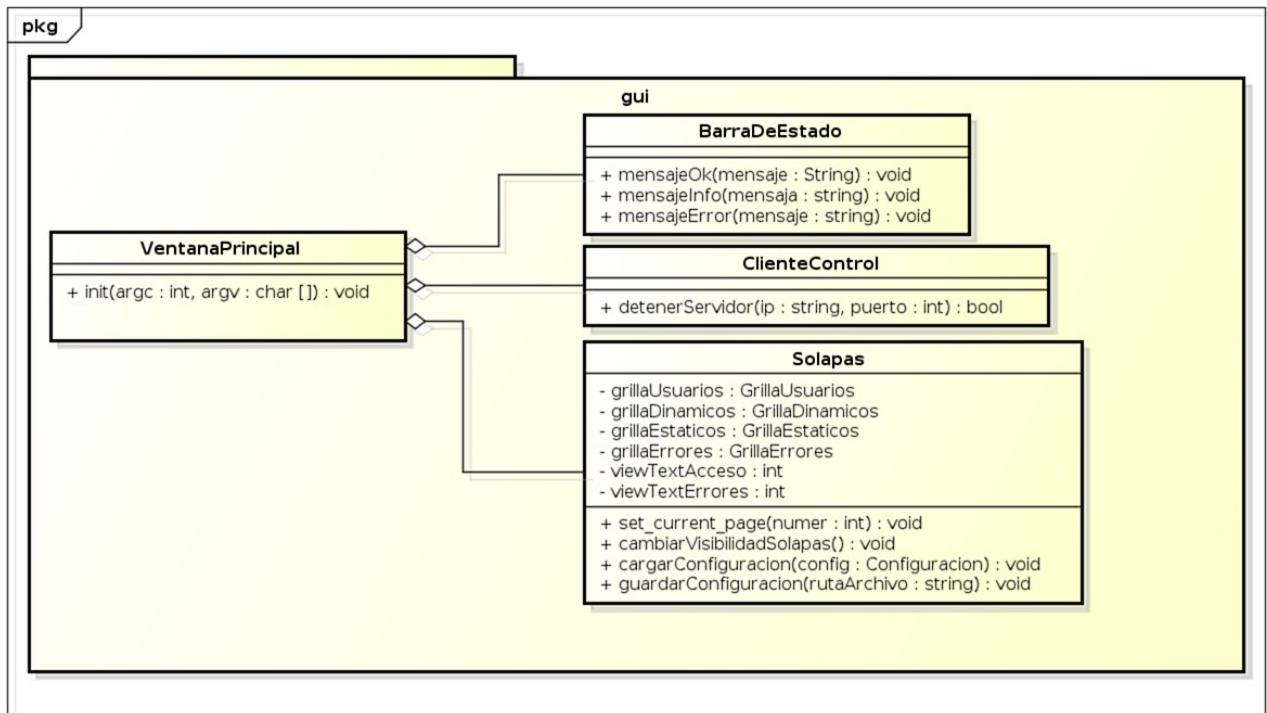 pkg
gui
BarraDeEstado
+ mensajeOk(mensaje : String) : void
+ mensajeInfo(mensaja : string) : void
+ mensajeError(mensaje : string) : void
VentanaPrincipal
+ init(argc : int, argv : char []) : void
ClienteControl
+ detenerServidor(ip : string, puerto : int) : bool
Solapas
- grillaUsuarios : GrillaUsuarios
- grillaDinamicos : GrillaDinamicos
- grillaEstaticos : GrillaEstaticos
- grillaErrores : GrillaErrores
- viewTextAcceso : int
- viewTextErrores : int
+ set_current_page(numer : int) : void
+ cambiarVisibilidadSolapas() : void
+ cargarConfiguracion(config : Configuracion) : void
+ guardarConfiguracion(rutaArchivo : string) : void